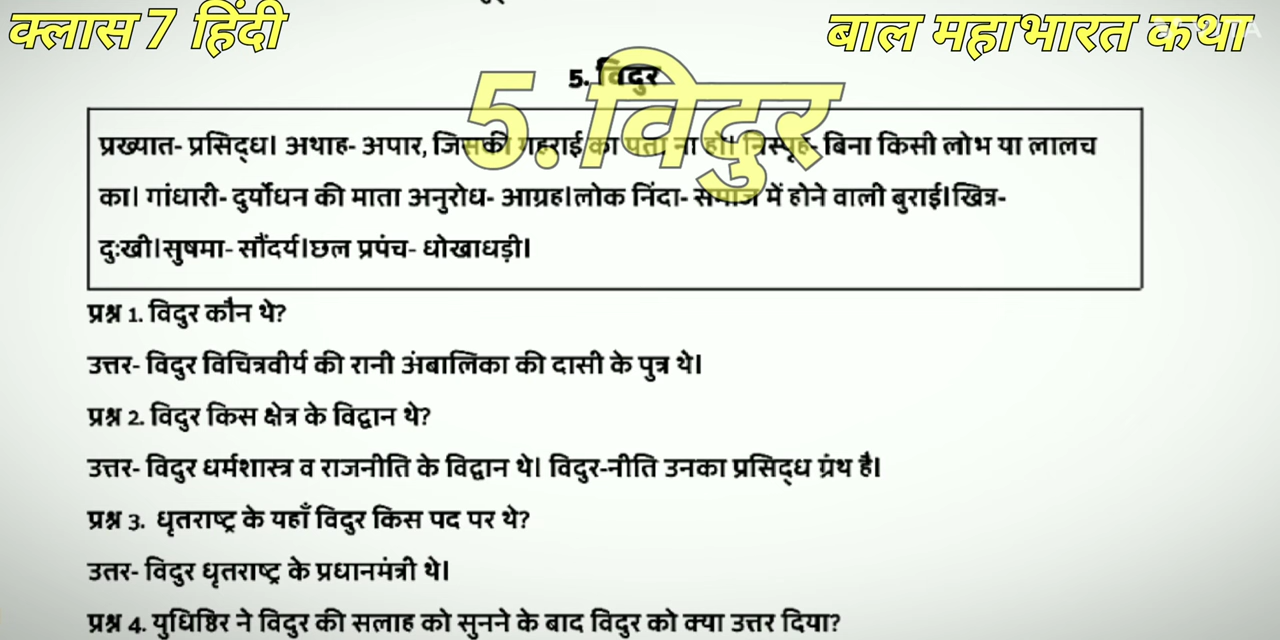 क्लास 7 हिंदी
बाल महाभारत कथा
5. विदुर
5. विदुर
प्रख्यात- प्रसिद्ध। अथाह- अपार, जिसकी गहराई का पता ना हो। निस्पृह- बिना किसी लोभ या लालच
का। गांधारी- दुर्योधन की माता अनुरोध- आग्रह।लोक निंदा- समाज में होने वाली बुराई।खिन्न-
दुःखी।सुषमा- सौंदर्य।छल प्रपंच- धोखाधड़ी।
प्रश्न 1. विदुर कौन थे?
उत्तर- विदुर विचित्रवीर्य की रानी अंबालिका की दासी के पुत्र थे।
प्रश्न 2. विदुर किस क्षेत्र के विद्वान थे?
उत्तर- विदुर धर्मशास्त्र व राजनीति के विद्वान थे। विदुर-नीति उनका प्रसिद्ध ग्रंथ है।
प्रश्न 3. धृतराष्ट्र के यहाँ विदुर किस पद पर थे?
उतर- विदुर धृतराष्ट्र के प्रधानमंत्री थे।
प्रश्न 4. युधिष्ठिर ने विदुर की सलाह को सुनने के बाद विदुर को क्या उत्तर दिया?